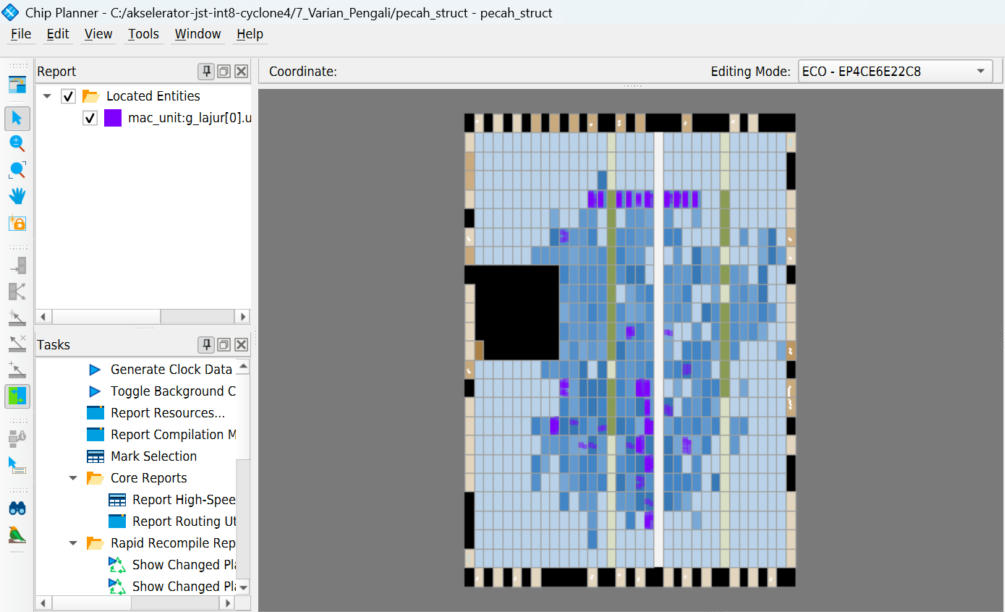 Chip Planner - C:/akselerator-jst-int8-cyclone4/7_Varian_Pengali/pecah_struct - pecah_struct
File Edit View Tools Window Help
Report
Coordinate:
Editing Mode: ECO - EP4CE6E22C8
Located Entities
mac_unit:g_lajur[0].u
Tasks
Generate Clock Data
Toggle Background C
Report Resources...
Report Compilation M
Mark Selection
Core Reports
Report High-Spee
Report Routing Ut
Rapid Recompile Rep
Show Changed Pla
Show Changed Pla